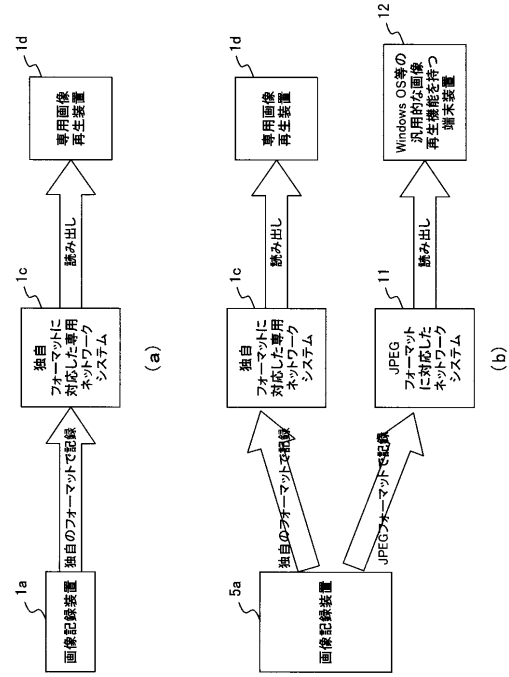 1a
画像記録装置
独自のフォーマットで記録
1c
独自
フォーマットに
対応した専用
ネットワーク
システム
読み出し
1d
専用画像
再生装置
(a)
5a
画像記録装置
独自のフォーマットで記録
1c
独自
フォーマットに
対応した専用
ネットワーク
システム
読み出し
1d
専用画像
再生装置
JPEGフォーマットで記録
11
JPEG
フォーマット
に対応した
ネットワーク
システム
読み出し
12
Windows OS等の
汎用的な画像
再生機能を持つ
端末装置
(b)